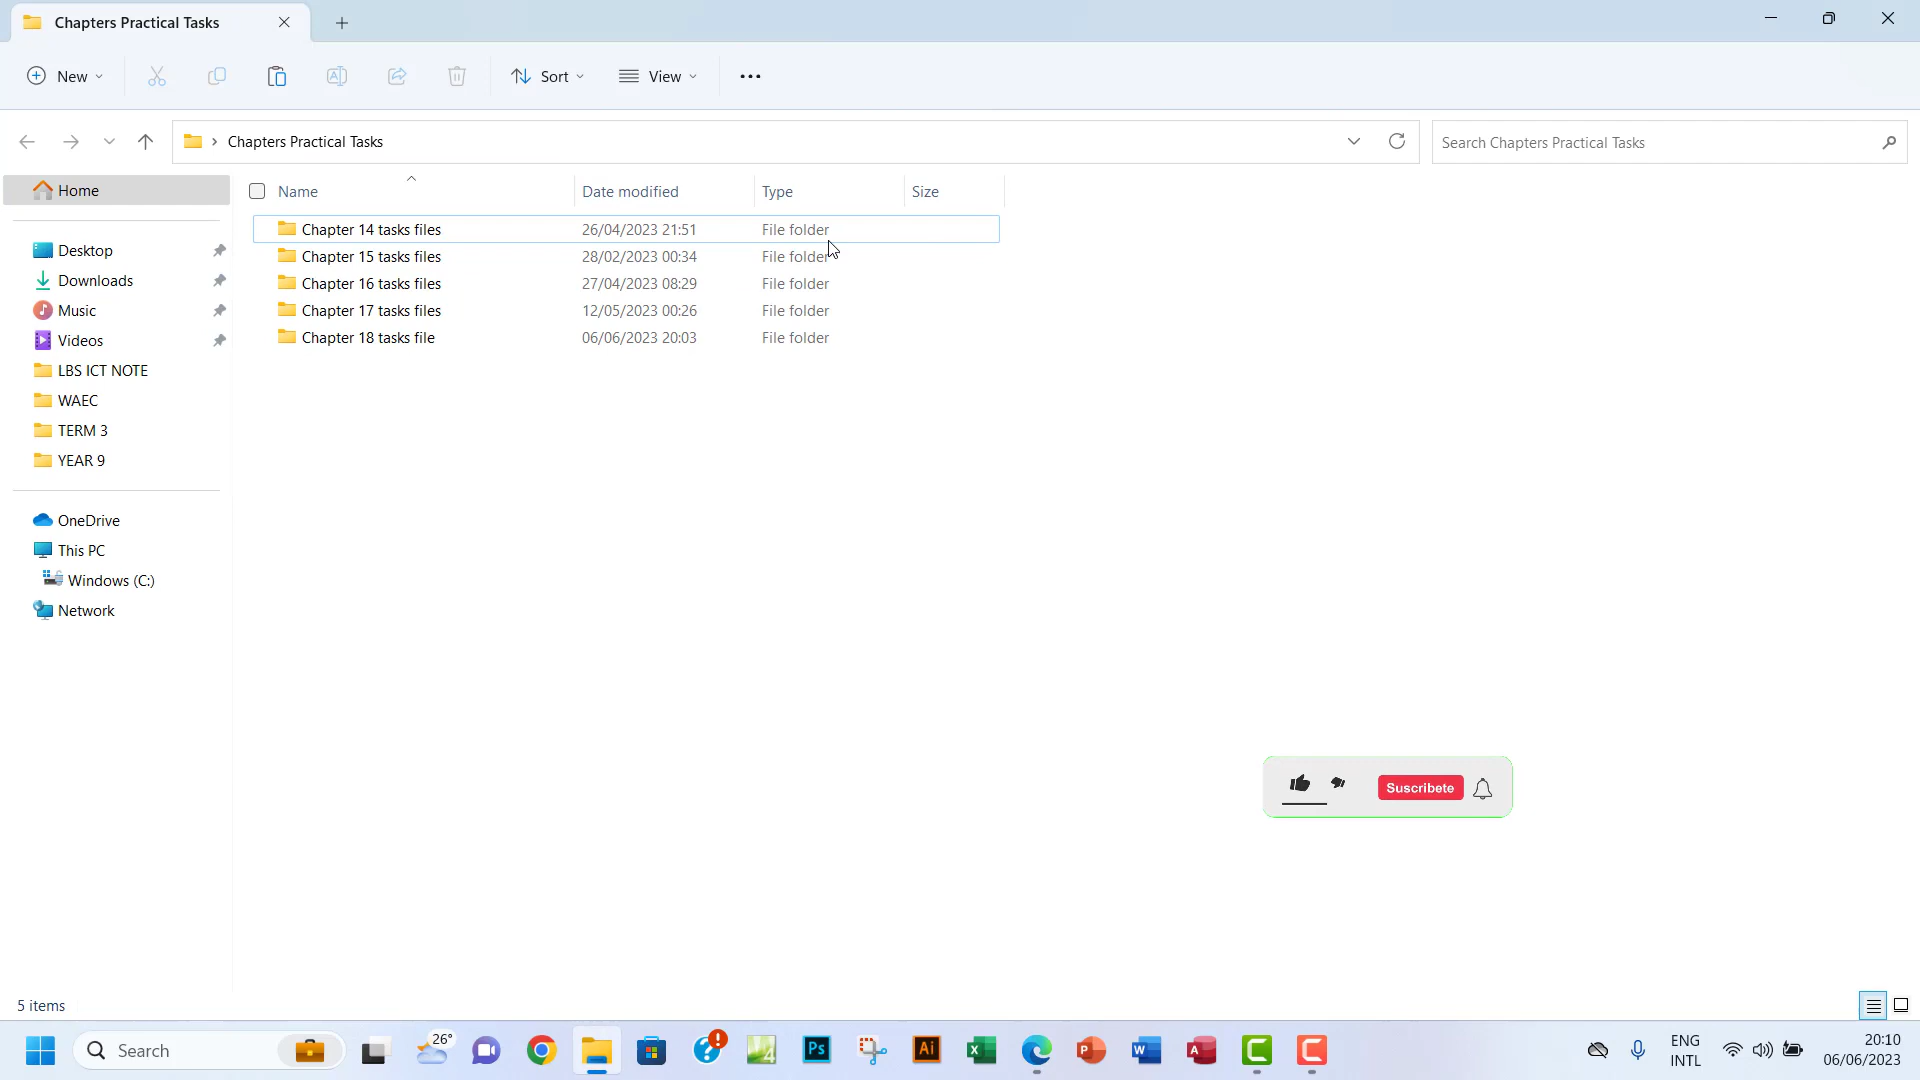 Chapters Practical Tasks
New
Sort
View
Chapters Practical Tasks
Search Chapters Practical Tasks
Home
Name
Date modified
Type
Size
Chapter 14 tasks files 26/04/2023 21:51 File folder
Chapter 15 tasks files 28/02/2023 00:34 File folder
Chapter 16 tasks files 27/04/2023 08:29 File folder
Chapter 17 tasks files 12/05/2023 00:26 File folder
Chapter 18 tasks file 06/06/2023 20:03 File folder
Desktop
Downloads
Music
Videos
LBS ICT NOTE
WAEC
TERM 3
YEAR 9
OneDrive
This PC
Windows (C:)
Network
Suscribete
5 items
Search
26°
Ps
Ai
ENG
INTL
20:10
06/06/2023